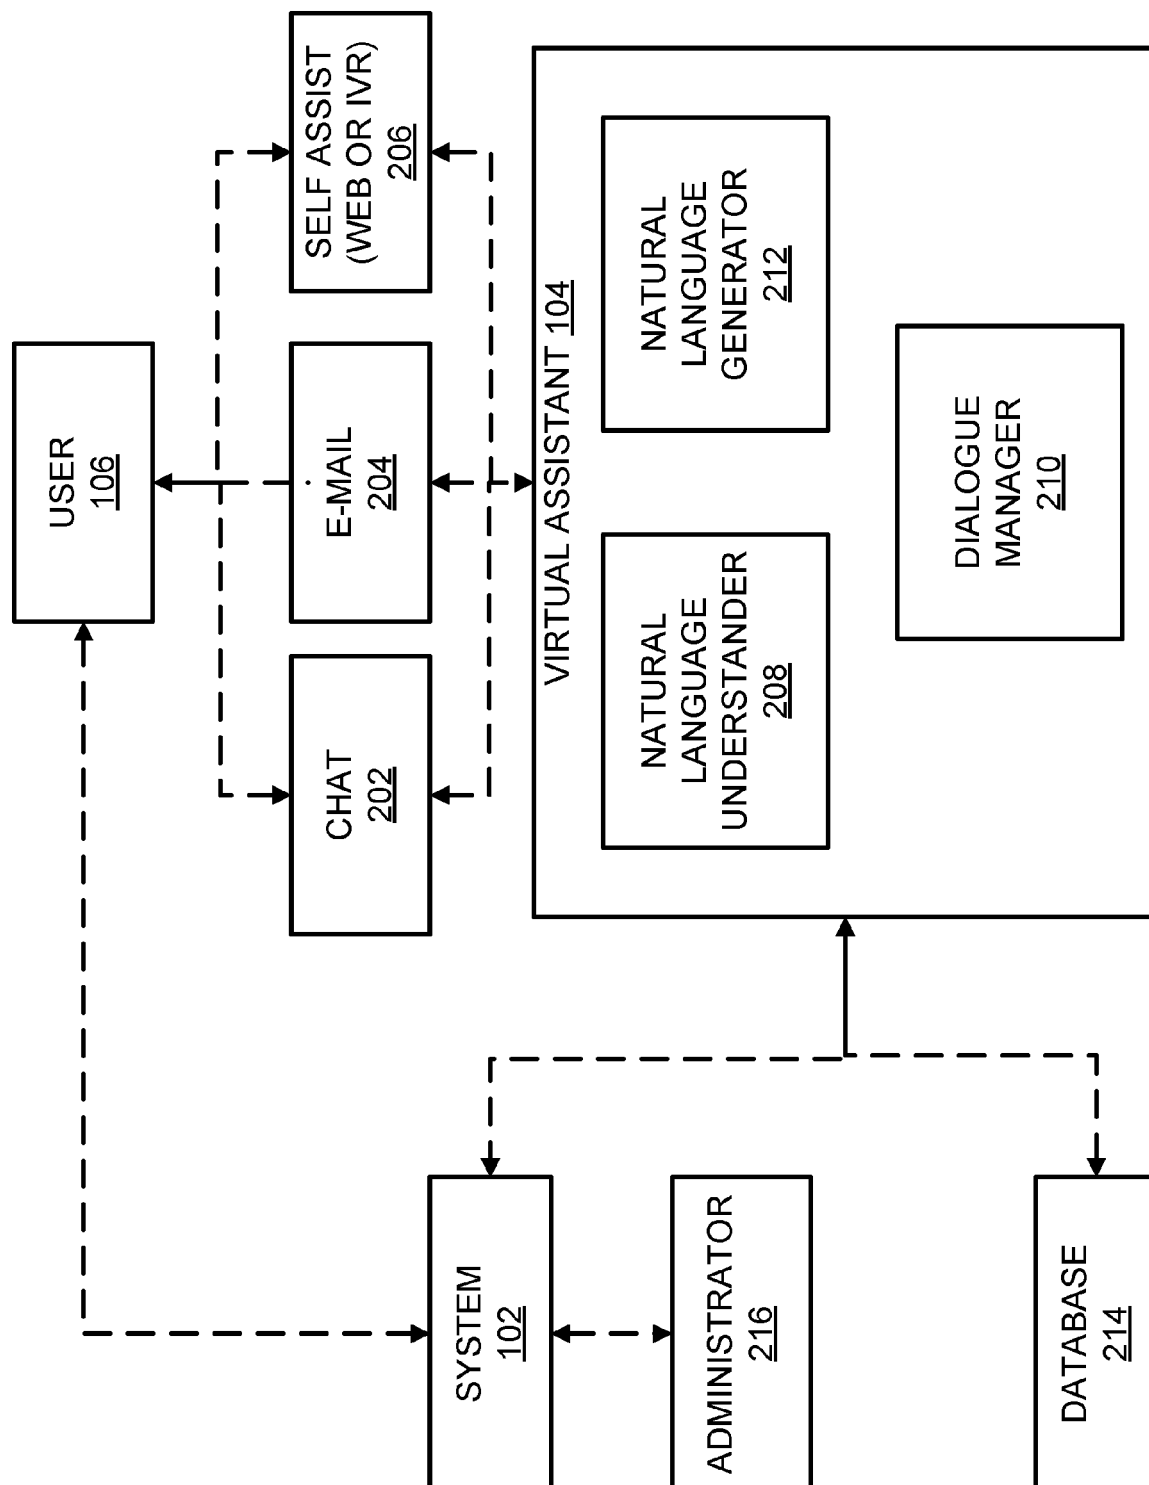 USER
106
CHAT
202
E-MAIL
204
SELF ASSIST
(WEB OR IVR)
206
VIRTUAL ASSISTANT 104
NATURAL
LANGUAGE
UNDERSTANDER
208
NATURAL
LANGUAGE
GENERATOR
212
DIALOGUE
MANAGER
210
SYSTEM
102
ADMINISTRATOR
216
DATABASE
214